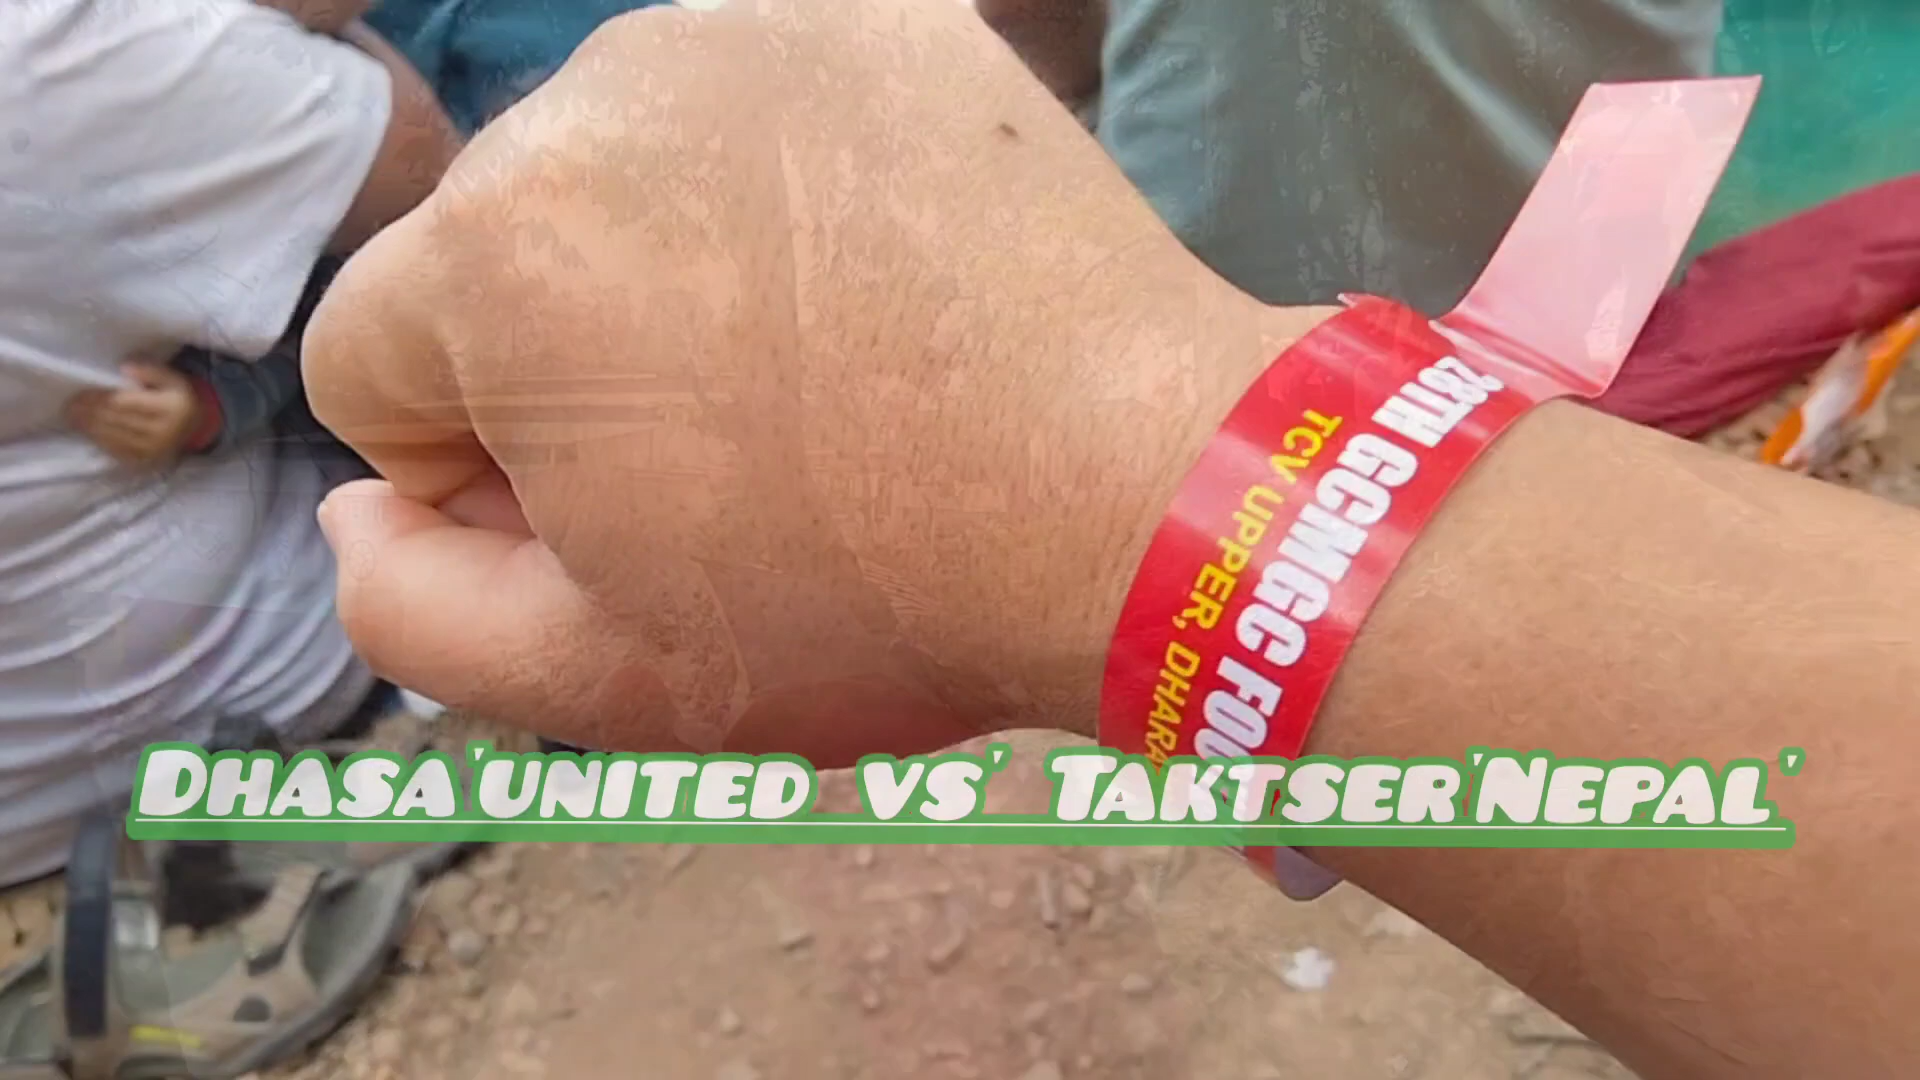 28TH GCMGC FOO
TCV UPPER, DHARA
DHASA'UNITED VS' TAKTSER'NEPAL'